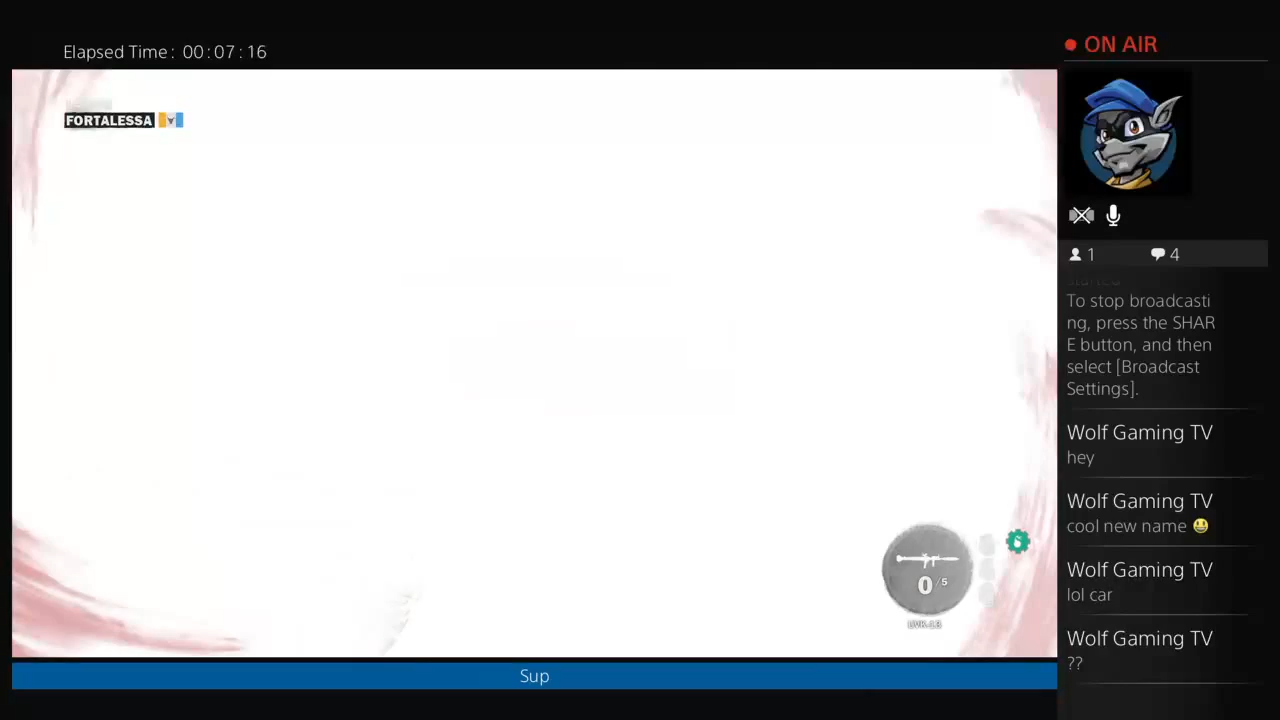 Elapsed Time: 00:07:16
ON AIR
FORTALESSA
1
4
To stop broadcasti
ng, press the SHAR
E button, and then
select [Broadcast
Settings].
Wolf Gaming TV
hey
Wolf Gaming TV
cool new name 😃
Wolf Gaming TV
lol car
Wolf Gaming TV
??
0/5
UVK-13
Sup